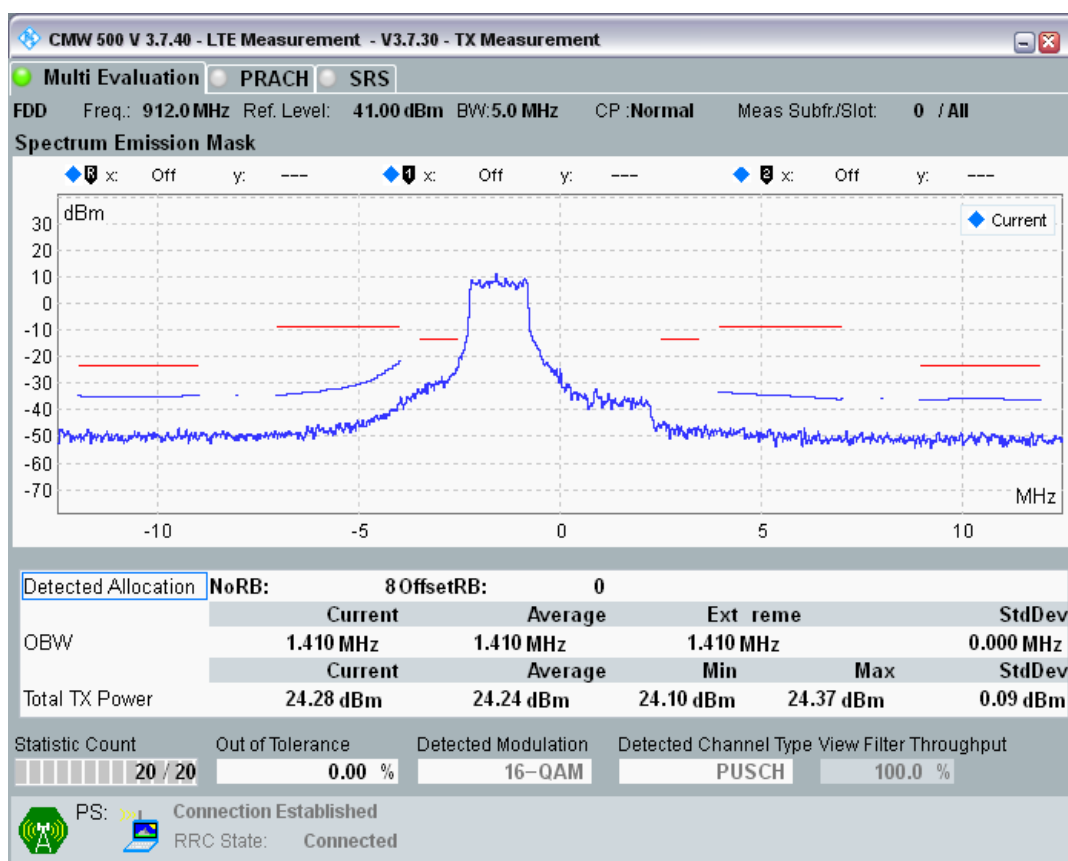 CMW 500 V 3.7.40 - LTE Measurement - V3.7.30 - TX Measurement
Multi Evaluation PRACH SRS
FDD Freq.: 912.0 MHz Ref. Level: 41.00 dBm BW:5.0 MHz CP :Normal Meas Subfr./Slot: 0 / All
Spectrum Emission Mask
R x: Off y: --- 1 x: Off y: --- 2 x: Off y: ---
dBm
Current
30
20
10
0
-10
-20
-30
-40
-50
-60
-70
MHz
-10 -5 0 5 10
Detected Allocation NoRB: 8 OffsetRB: 0
Current Average Ext reme StdDev
OBW 1.410 MHz 1.410 MHz 1.410 MHz 0.000 MHz
Current Average Min Max StdDev
Total TX Power 24.28 dBm 24.24 dBm 24.10 dBm 24.37 dBm 0.09 dBm
Statistic Count Out of Tolerance Detected Modulation Detected Channel Type View Filter Throughput
20 / 20 0.00 % 16-QAM PUSCH 100.0 %
PS: Connection Established
RRC State: Connected